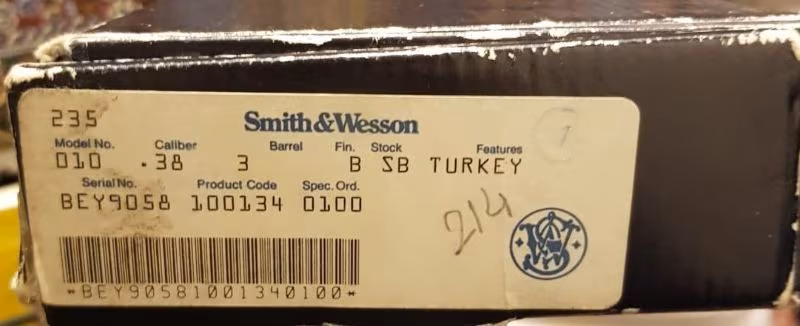 235
Smith&Wesson
Model No. Caliber Barrel Fin. Stock Features
010 .38 3 B SB TURKEY
Serial No. Product Code Spec. Ord.
BEY9058 100134 0100
214
*BEY90581001340100*